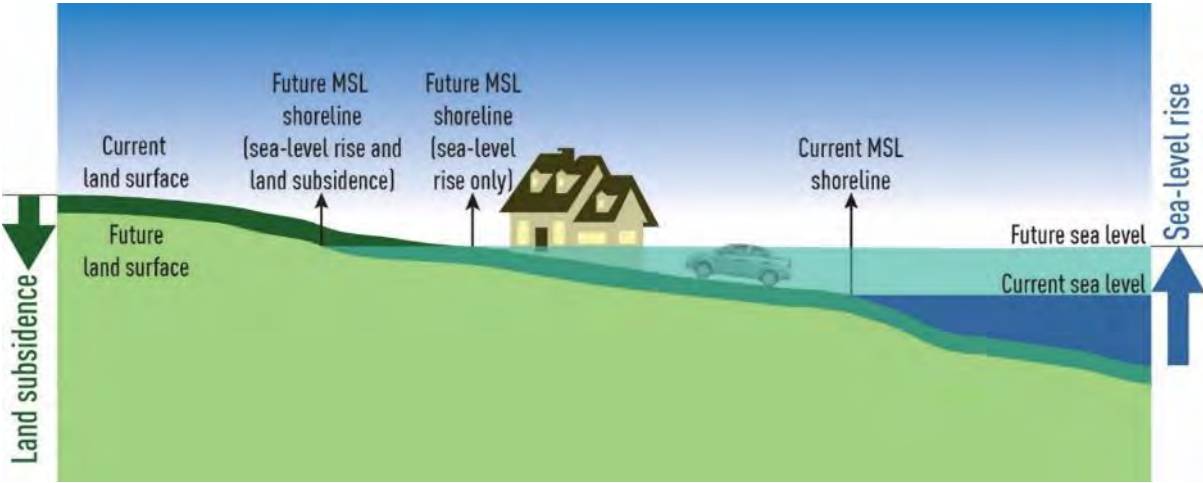 Future MSL
shoreline
(sea-level rise and
land subsidence)
Future MSL
shoreline
(sea-level
rise only)
Current MSL
shoreline
Current
land surface
Future
land surface
Future sea level
Current sea level
Land subsidence
Sea-level rise